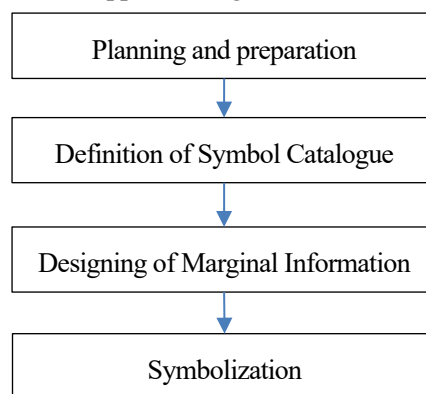 Planning and preparation
Definition of Symbol Catalogue
Designing of Marginal Information
Symbolization